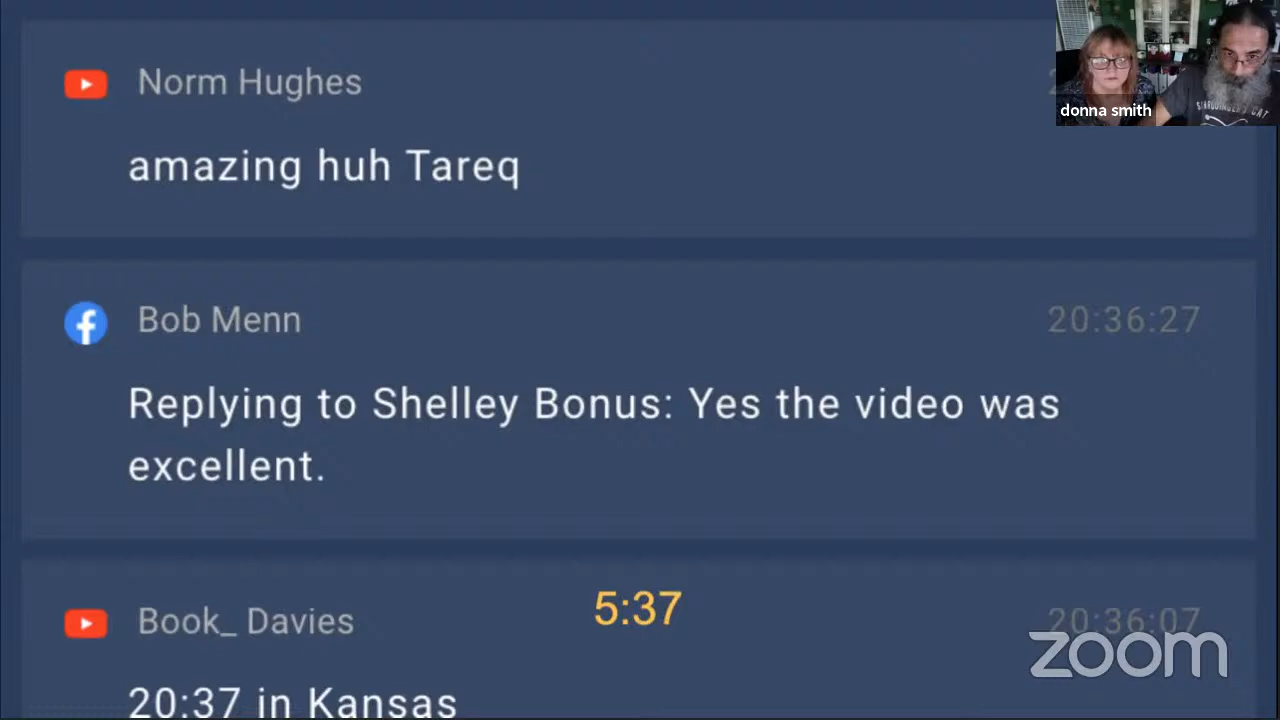 Norm Hughes
amazing huh Tareq
donna smith
Bob Menn 20:36:27
Replying to Shelley Bonus: Yes the video was
excellent.
5:37
Book_ Davies 20:36:07
zoom
20:37 in Kansas